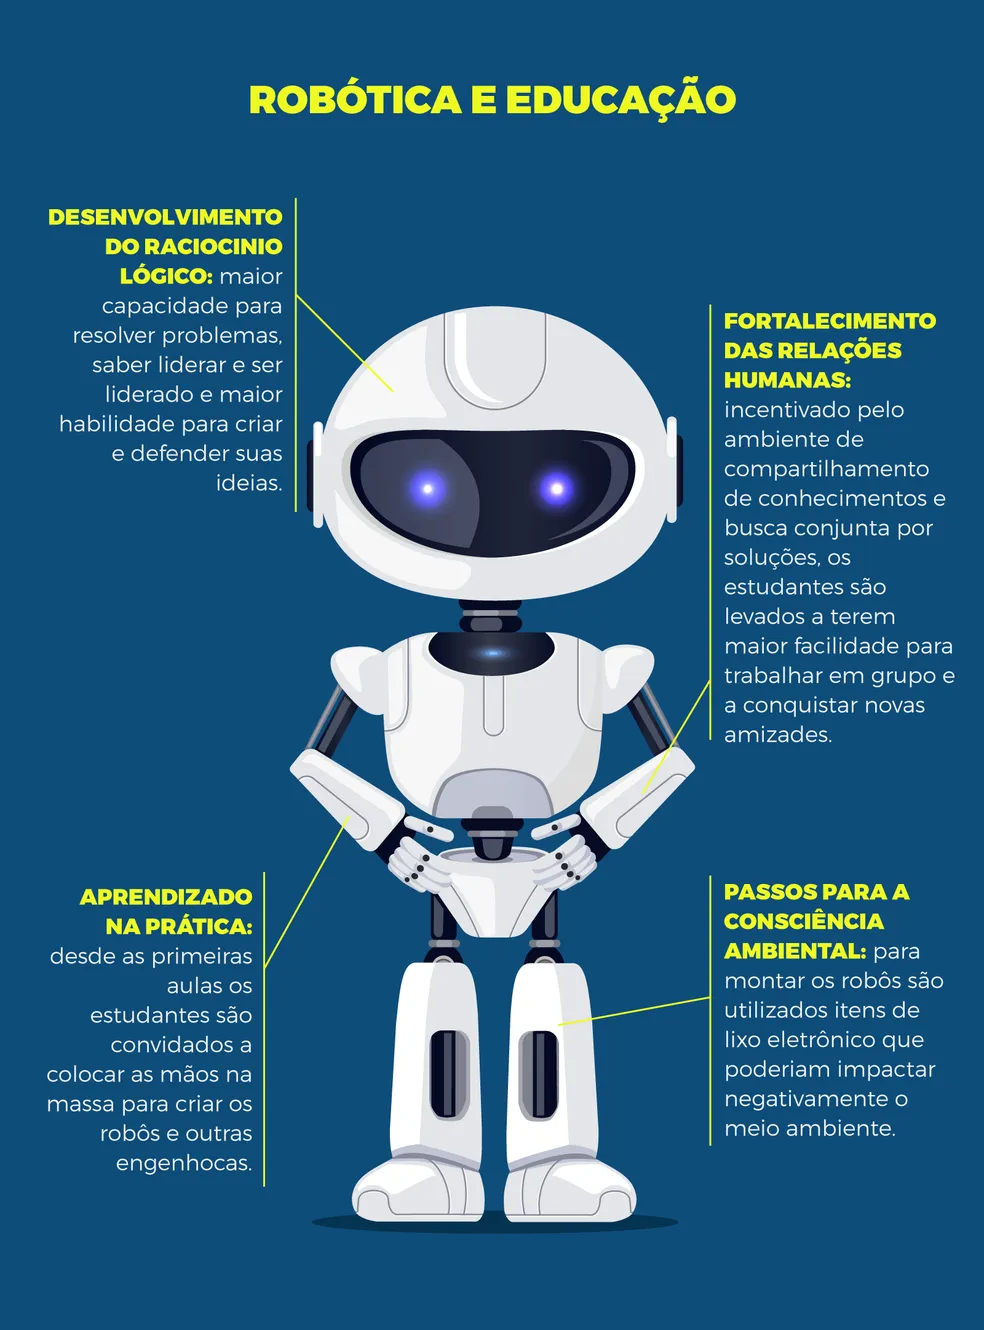 ROBÓTICA E EDUCAÇÃO
DESENVOLVIMENTO
DO RACIOCINIO
LÓGICO: maior
capacidade para
resolver problemas,
saber liderar e ser
liderado e maior
habilidade para criar
e defender suas
ideias.
FORTALECIMENTO
DAS RELAÇÕES
HUMANAS:
incentivado pelo
ambiente de
compartilhamento
de conhecimentos e
busca conjunta por
soluções, os
estudantes são
levados a terem
maior facilidade para
trabalhar em grupo e
a conquistar novas
amizades.
APRENDIZADO
NA PRÁTICA:
desde as primeiras
aulas os
estudantes são
convidados a
colocar as mãos na
massa para criar os
robôs e outras
engenhocas.
PASSOS PARA A
CONSCIÊNCIA
AMBIENTAL: para
montar os robôs são
utilizados itens de
lixo eletrônico que
poderiam impactar
negativamente o
meio ambiente.